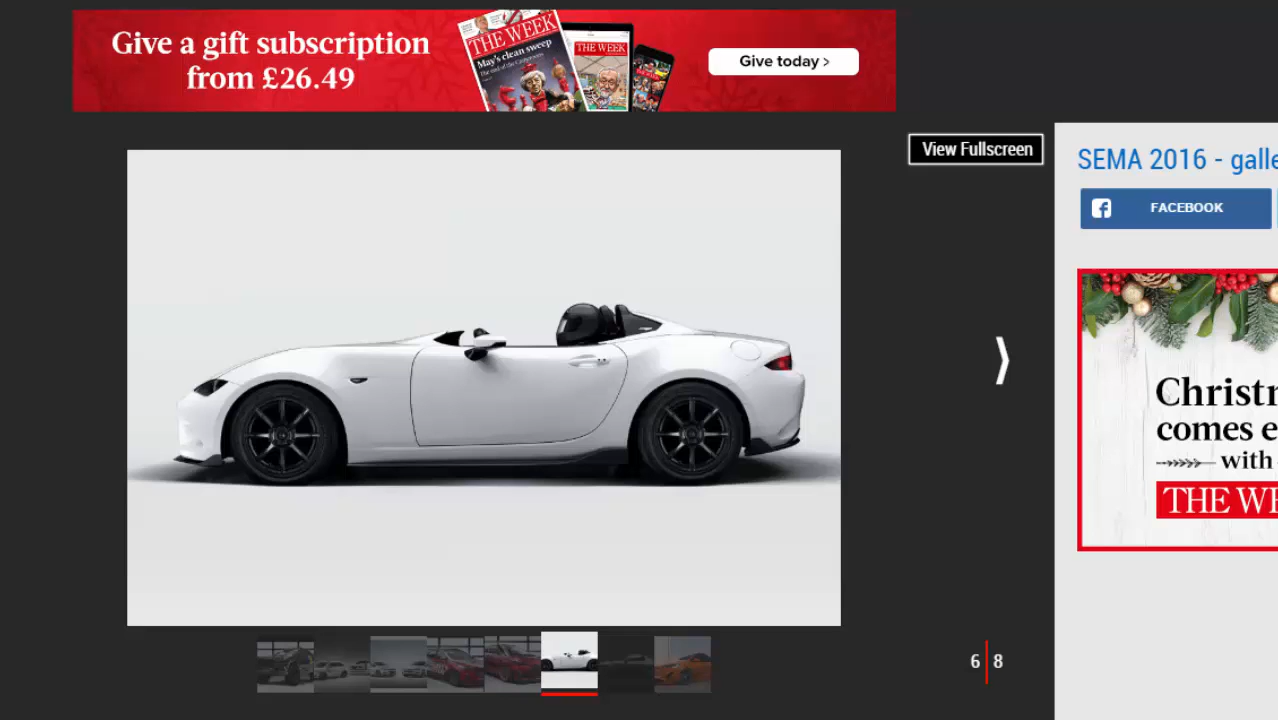 Give a gift subscription
from £26.49
THE WEEK
May's clean sweep
THE WEEK
Give today >
View Fullscreen
SEMA 2016 - galle
FACEBOOK
Christm
comes e
with
THE WE
6 8